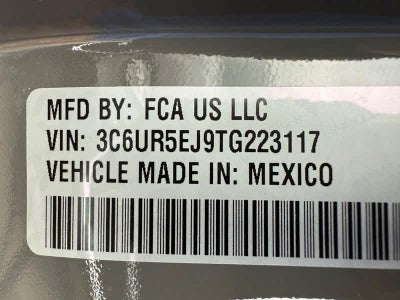 MFD BY: FCA US LLC
VIN: 3C6UR5EJ9TG223117
VEHICLE MADE IN: MEXICO